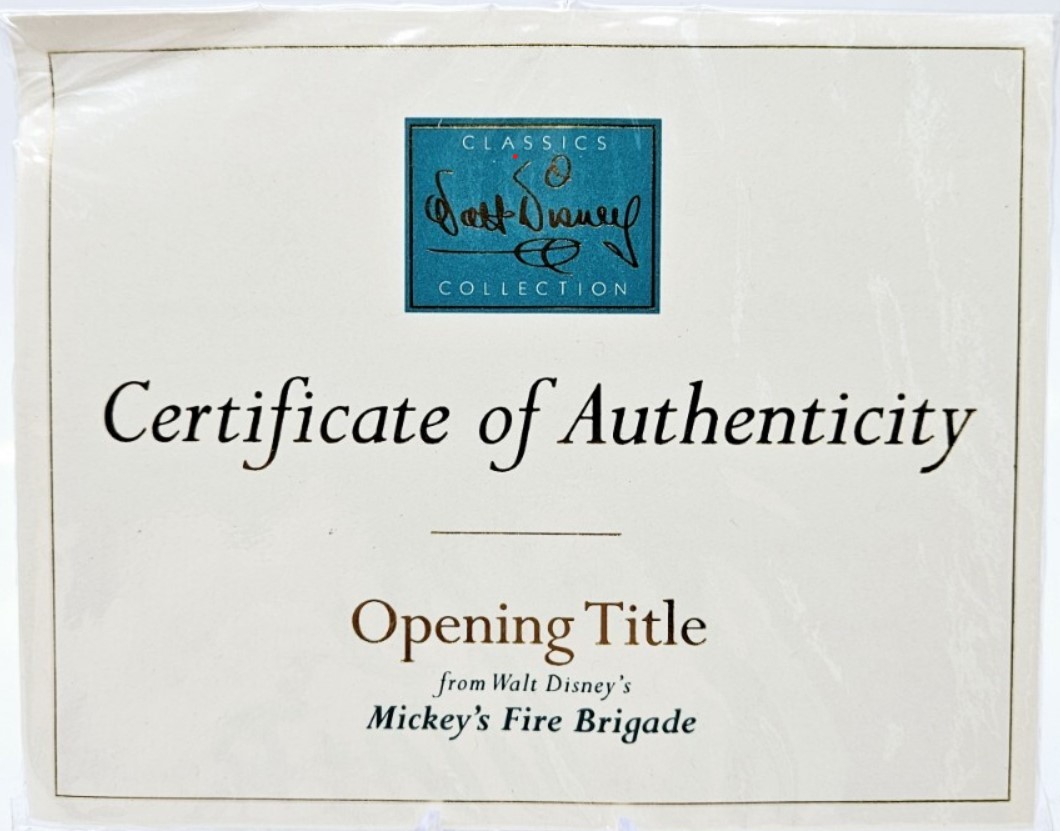 CLASSICS
Walt Disney
COLLECTION
Certificate of Authenticity
Opening Title
from Walt Disney's
Mickey's Fire Brigade